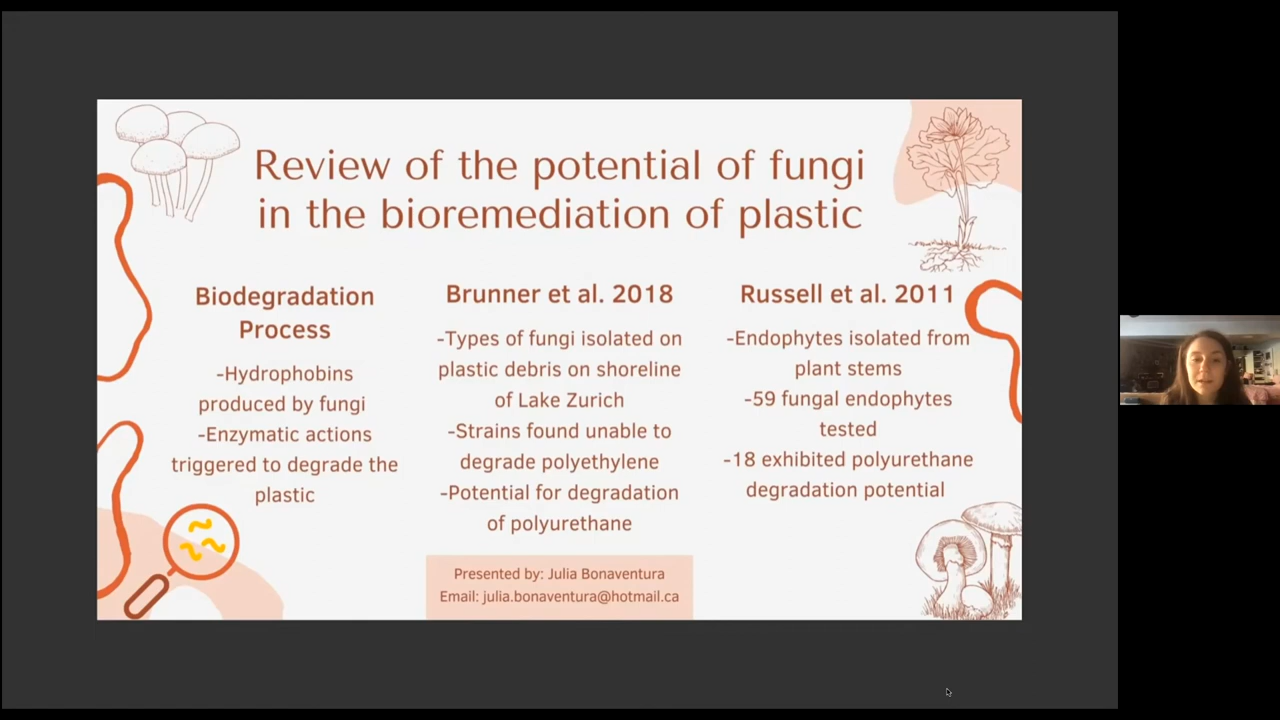 Review of the potential of fungi
in the bioremediation of plastic
Biodegradation
Process
-Hydrophobins
produced by fungi
-Enzymatic actions
triggered to degrade the
plastic
Brunner et al. 2018
-Types of fungi isolated on
plastic debris on shoreline
of Lake Zurich
-Strains found unable to
degrade polyethylene
-Potential for degradation
of polyurethane
Russell et al. 2011
-Endophytes isolated from
plant stems
-59 fungal endophytes
tested
-18 exhibited polyurethane
degradation potential
Presented by: Julia Bonaventura
Email: julia.bonaventura@hotmail.ca